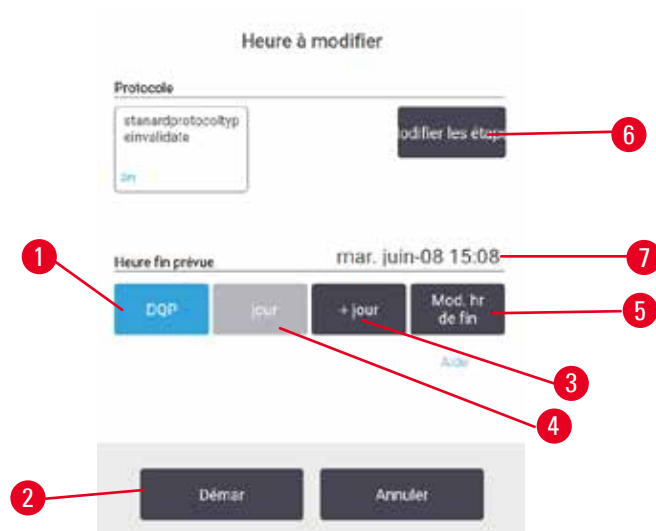 Heure à modifier
Protocole
stanardprotocoltyp
einvalidate
odifier les étap
6
1
Heure fin prévue
mar. juin-08 15:08
7
DQP
jour
+ jour
Mod. hr
de fin
5
Aide
3
4
2
Démar
Annuler